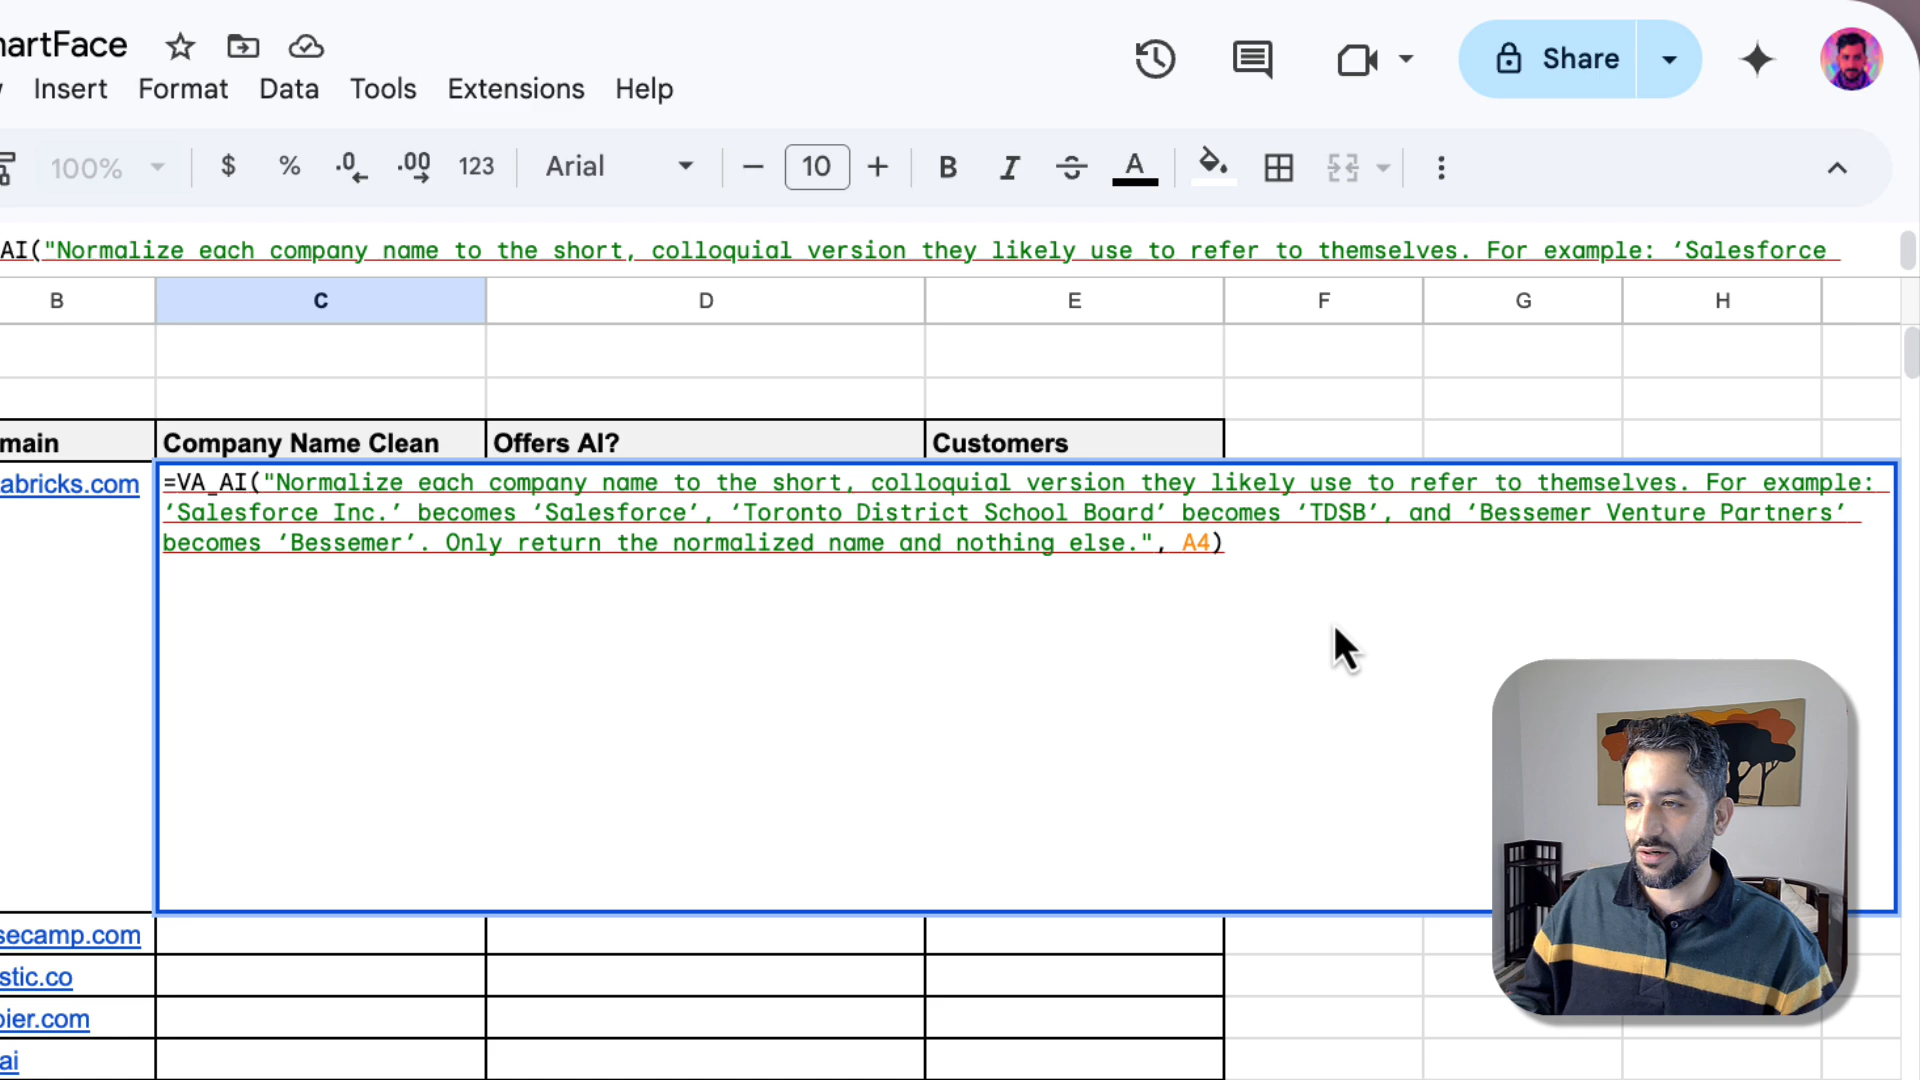 martFace
Insert Format Data Tools Extensions Help
Share
100% $ % .0 .00 123 Arial 10 B I S A
AI("Normalize each company name to the short, colloquial version they likely use to refer to themselves. For example: ‘Salesforce
B C D E F G H
main Company Name Clean Offers AI? Customers
abricks.com
=VA_AI("Normalize each company name to the short, colloquial version they likely use to refer to themselves. For example:
‘Salesforce Inc.’ becomes ‘Salesforce’, ‘Toronto District School Board’ becomes ‘TDSB’, and ‘Bessemer Venture Partners’
becomes ‘Bessemer’. Only return the normalized name and nothing else.", A4)
secamp.com
stic.co
pier.com
ai